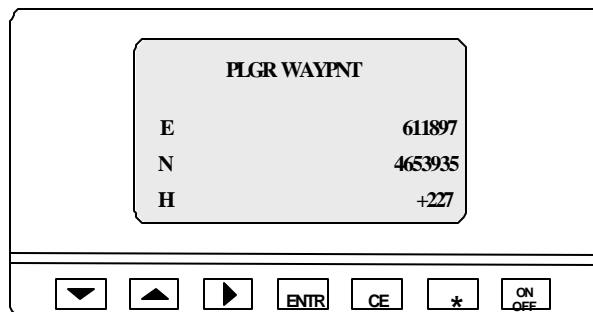 PLGR WAYPNT
E 611897
N 4653935
H +227
ENTR CE * ON
OFF